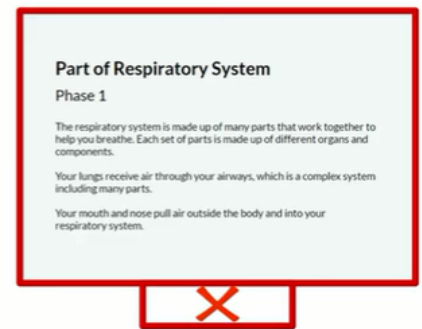 Part of Respiratory System
Phase 1
The respiratory system is made up of many parts that work together to
help you breathe. Each set of parts is made up of different organs and
components.
Your lungs receive air through your airways, which is a complex system
including many parts.
Your mouth and nose pull air outside the body and into your
respiratory system.